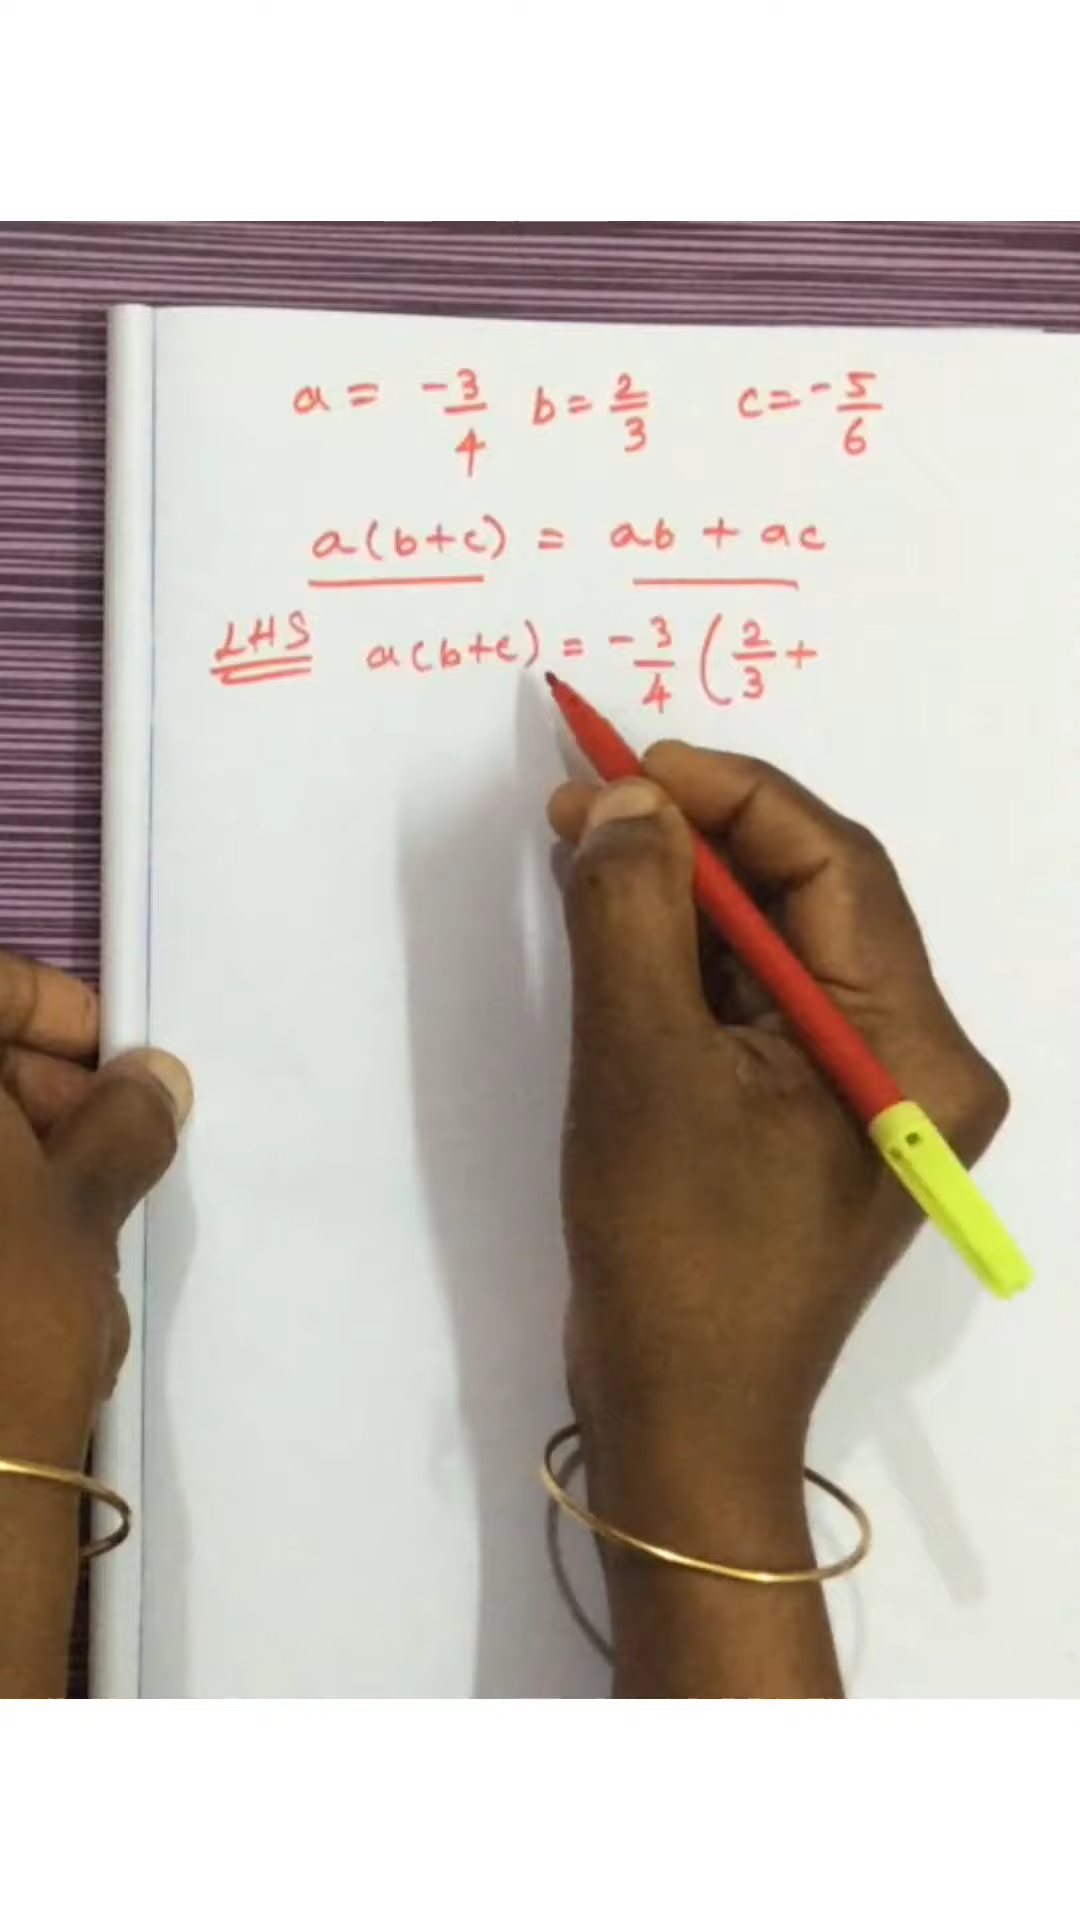 a = -3/4 b = 2/3 c = -5/6
a(b+c) = ab + ac
LHS a(b+c) = -3/4 (2/3 +